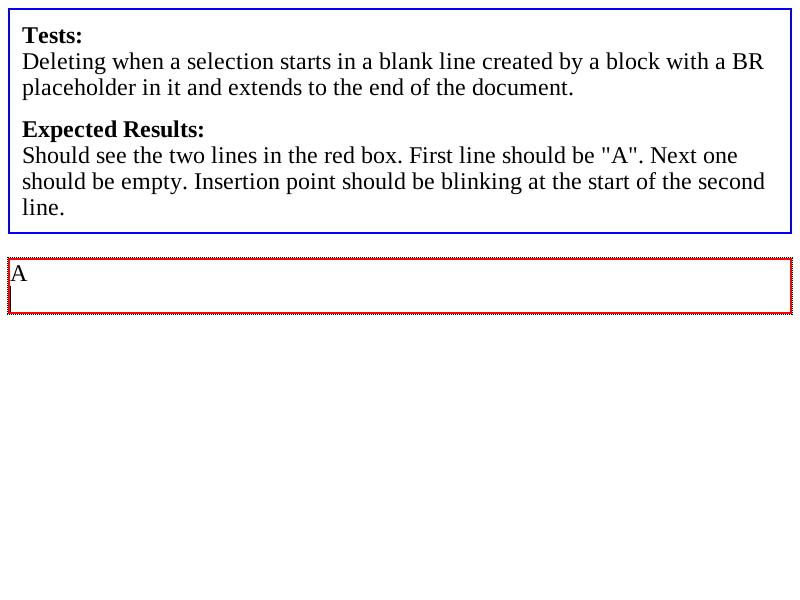 Tests:
Deleting when a selection starts in a blank line created by a block with a BR
placeholder in it and extends to the end of the document.
Expected Results:
Should see the two lines in the red box. First line should be "A". Next one
should be empty. Insertion point should be blinking at the start of the second
line.
A